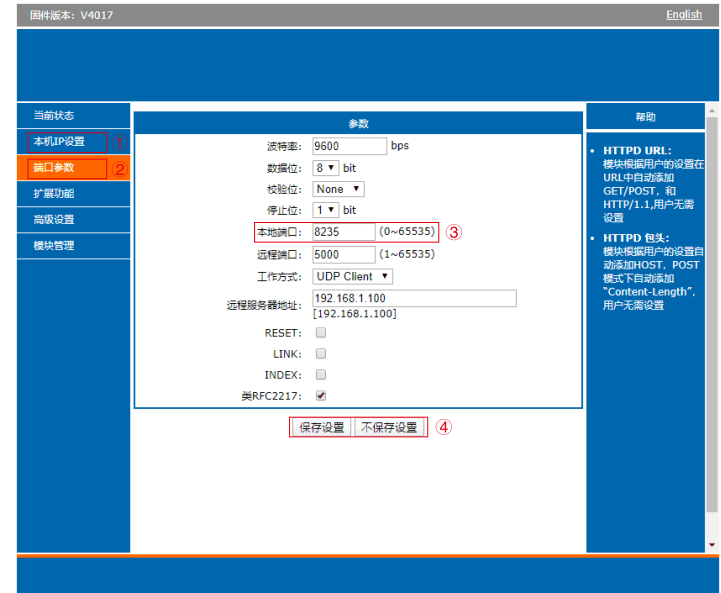 固件版本: V4017
English
当前状态
本机IP设置 ①
端口参数 ②
扩展功能
高级设置
模块管理
参数
波特率: 9600 bps
数据位: 8 bit
校验位: None
停止位: 1 bit
本地端口: 8235 (0~65535) ③
远程端口: 5000 (1~65535)
工作方式: UDP Client
远程服务器地址: 192.168.1.100
[192.168.1.100]
RESET:
LINK:
INDEX:
类RFC2217:
保存设置 不保存设置 ④
帮助
• HTTPD URL:
模块根据用户的设置在
URL中自动添加
GET/POST, 和
HTTP/1.1,用户无需
设置
• HTTPD 包头:
模块根据用户的设置自
动添加HOST, POST
模式下自动添加
"Content-Length",
用户无需设置